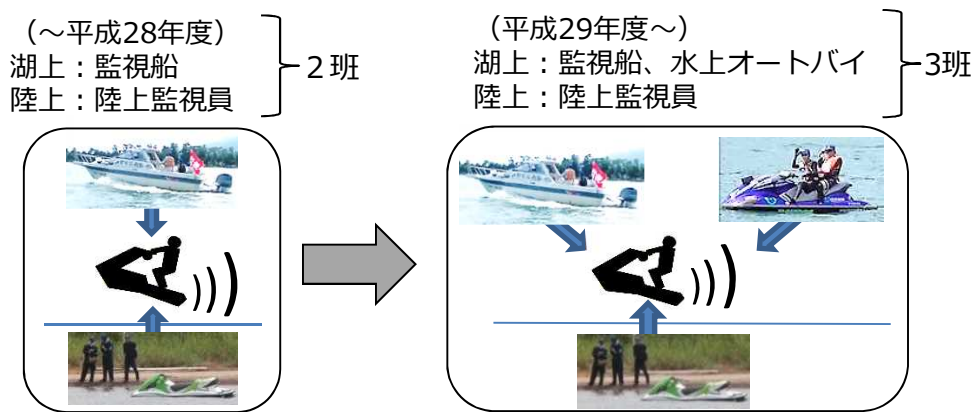 （～平成28年度）
湖上：監視船
陸上：陸上監視員
２班
（平成29年度～）
湖上：監視船、水上オートバイ
陸上：陸上監視員
3班